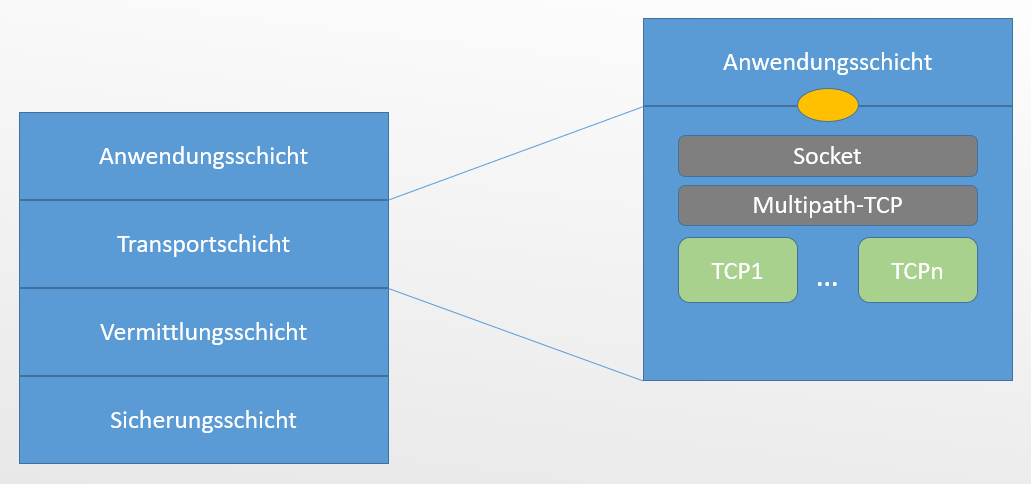 Anwendungsschicht
Transportschicht
Vermittlungsschicht
Sicherungsschicht
Anwendungsschicht
Socket
Multipath-TCP
TCP1 ... TCPn